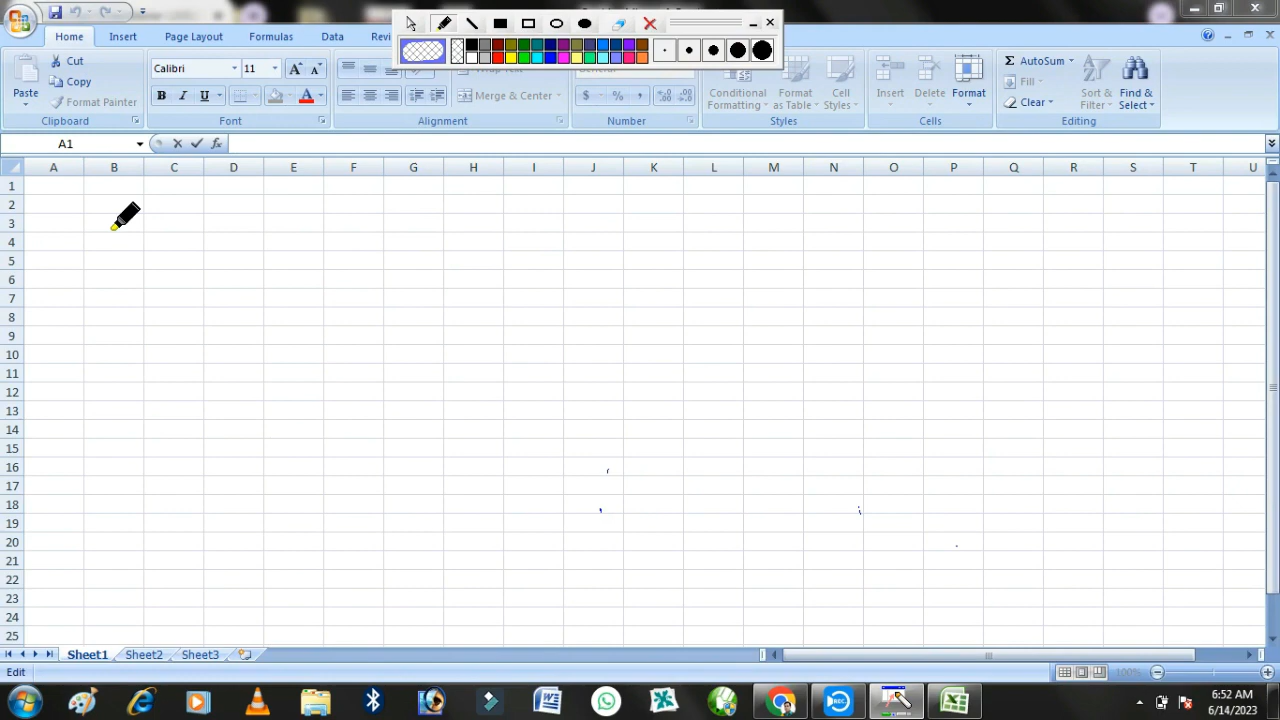 Home Insert Page Layout Formulas Data
Cut
Copy
Format Painter
Paste
Clipboard
Calibri 11
B I U
Font
Merge & Center
Alignment
$ % ,
Number
Conditional Formatting
Format as Table
Cell Styles
Styles
Insert
Delete
Format
Cells
Σ AutoSum
Fill
Clear
Sort & Filter
Find & Select
Editing
A1
fx
A B C D E F G H I J K L M N O P Q R S T U
1
2
3
4
5
6
7
8
9
10
11
12
13
14
15
16
17
18
19
20
21
22
23
24
25
Sheet1 Sheet2 Sheet3
Edit
100%
6:52 AM
6/14/2023